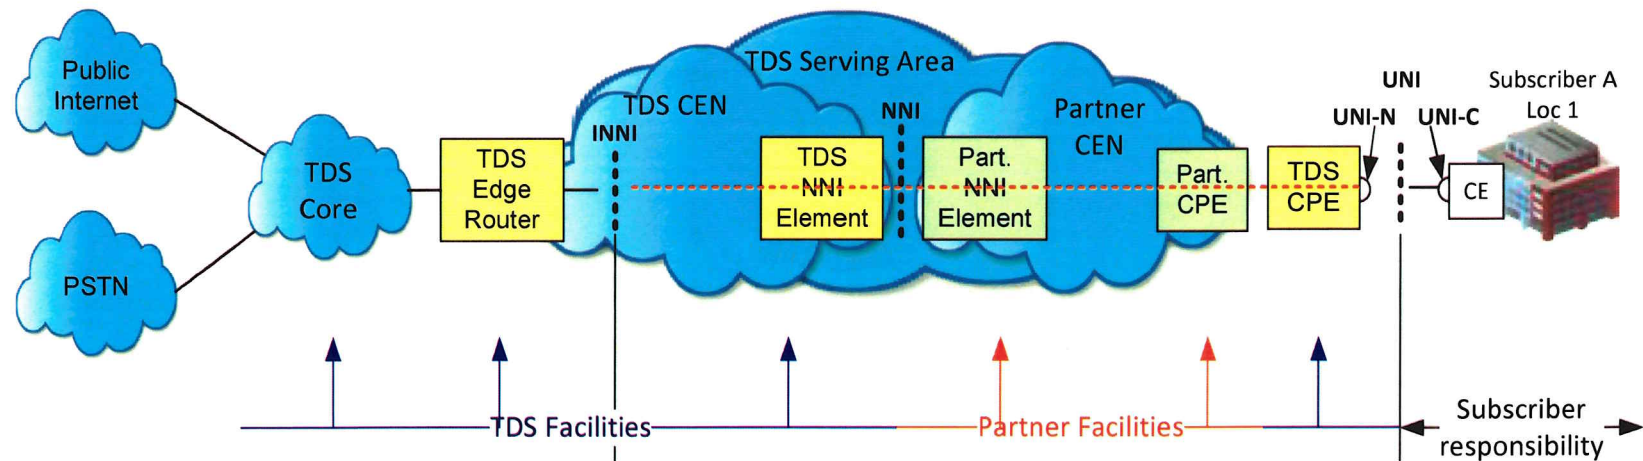 Public
Internet
PSTN
TDS
Core
TDS
Edge
Router
INNI
TDS Serving Area
TDS CEN
TDS
NNI
Element
NNI
Part.
NNI
Element
Partner
CEN
Part.
CPE
TDS
CPE
UNI
UNI-N
UNI-C
CE
Subscriber A
Loc 1
TDS Facilities
Partner Facilities
Subscriber
responsibility